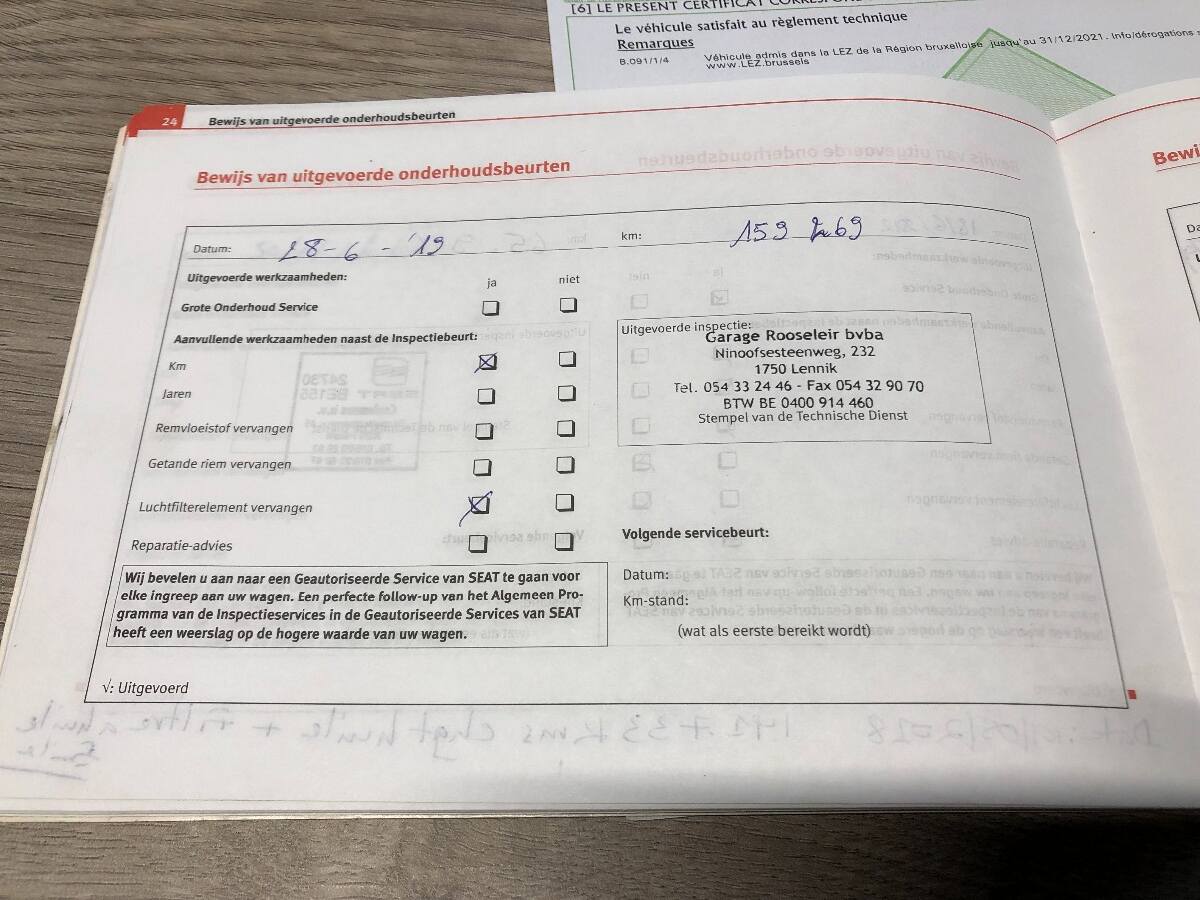 [6] LE PRESENT CERTIFICAT CORRESPOND
Le véhicule satisfait au règlement technique
Remarques
B.091/1/4 Véhicule admis dans la LEZ de la Région bruxelloise jusqu'au 31/12/2021. Info/dérogations
www.LEZ.brussels
24 Bewijs van uitgevoerde onderhoudsbeurten
Bewijs van uitgevoerde onderhoudsbeurten
Datum: 28-6-'19 km: 159 269
Uitgevoerde werkzaamheden: ja niet
Grote Onderhoud Service
Aanvullende werkzaamheden naast de Inspectiebeurt:
Km
Jaren
Remvloeistof vervangen
Getande riem vervangen
Luchtfilterelement vervangen
Reparatie-advies
Uitgevoerde inspectie:
Garage Rooseleir bvba
Ninoofsesteenweg, 232
1750 Lennik
Tel. 054 33 24 46 - Fax 054 32 90 70
BTW BE 0400 914 460
Stempel van de Technische Dienst
Volgende servicebeurt:
Datum:
Km-stand:
(wat als eerste bereikt wordt)
Wij bevelen u aan naar een Geautoriseerde Service van SEAT te gaan voor
elke ingreep aan uw wagen. Een perfecte follow-up van het Algemeen Pro-
gramma van de Inspectieservices in de Geautoriseerde Services van SEAT
heeft een weerslag op de hogere waarde van uw wagen.
√: Uitgevoerd